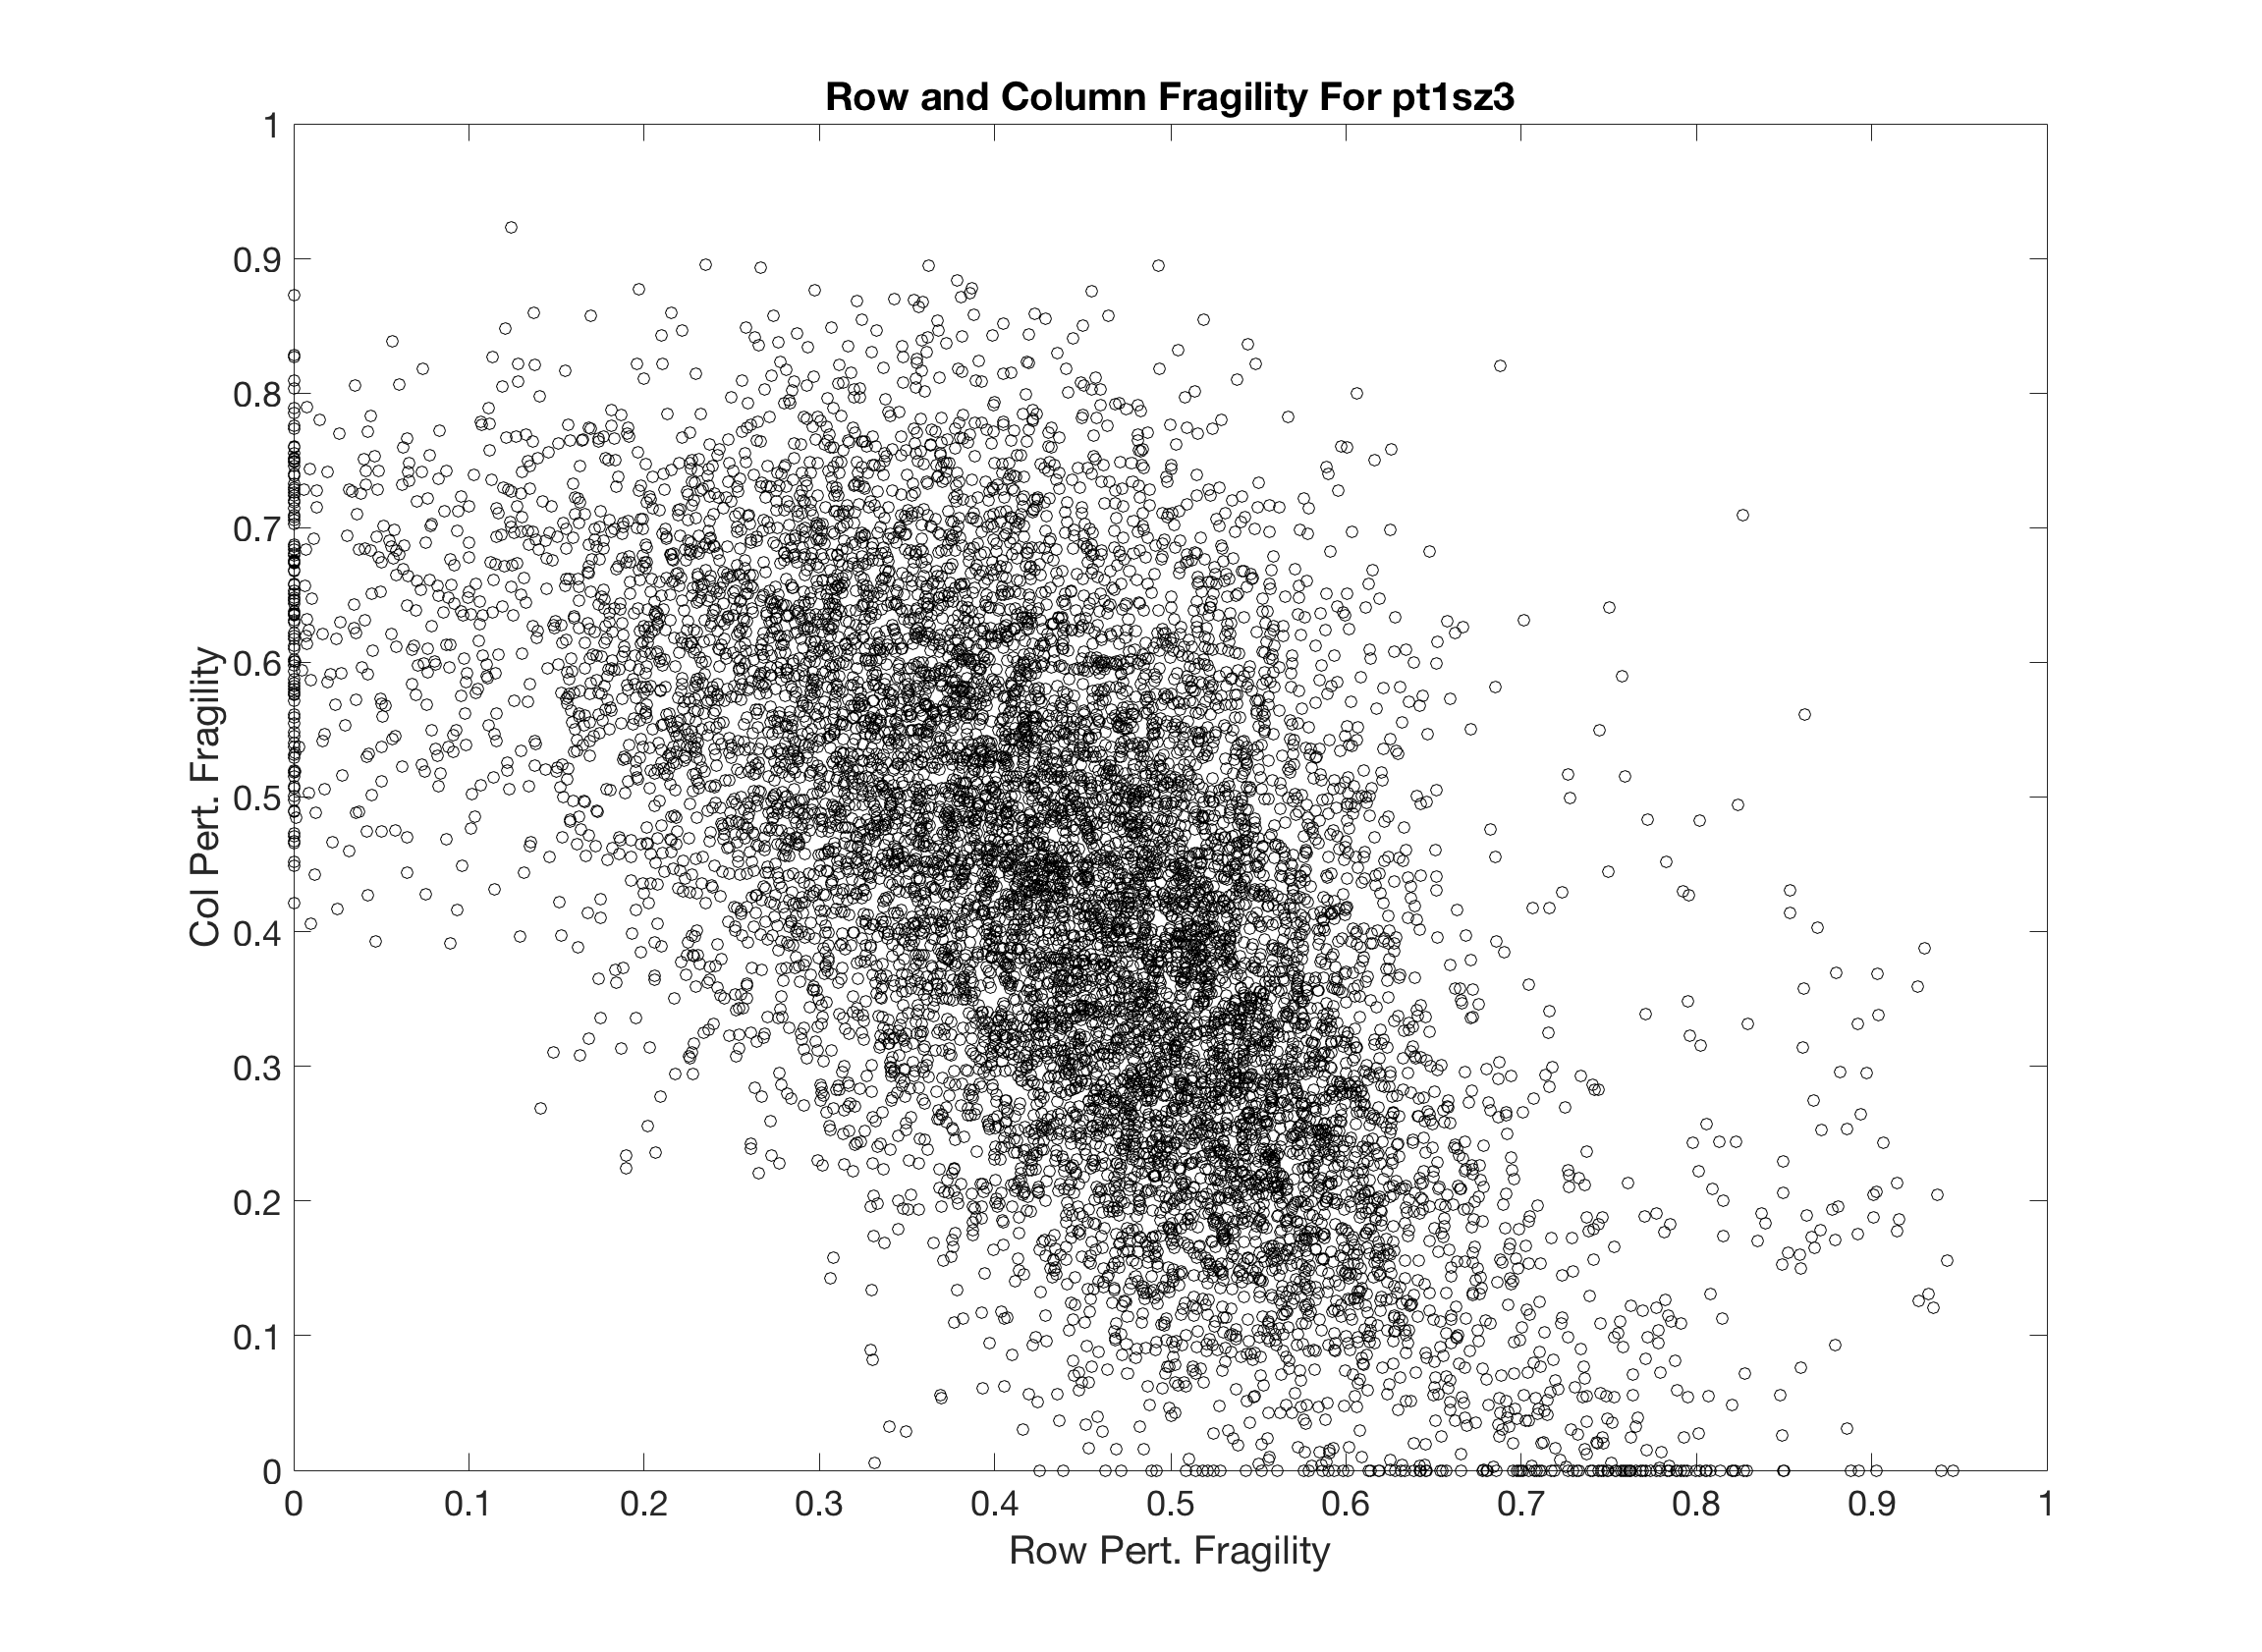 Row and Column Fragility For pt1sz3
1
0.9
0.8
0.7
0.6
0.5
0.4
0.3
0.2
0.1
0
Col Pert. Fragility
0 0.1 0.2 0.3 0.4 0.5 0.6 0.7 0.8 0.9 1
Row Pert. Fragility